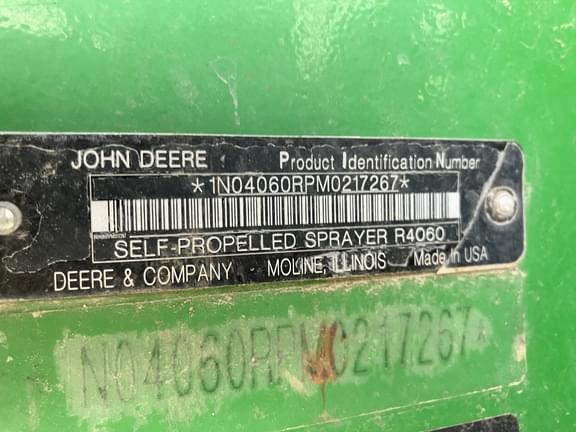 JOHN DEERE Product Identification Number
*1N04060RPM0217267*
SELF-PROPELLED SPRAYER R4060
DEERE & COMPANY MOLINE, ILLINOIS Made In USA
N04060RPM0217267*